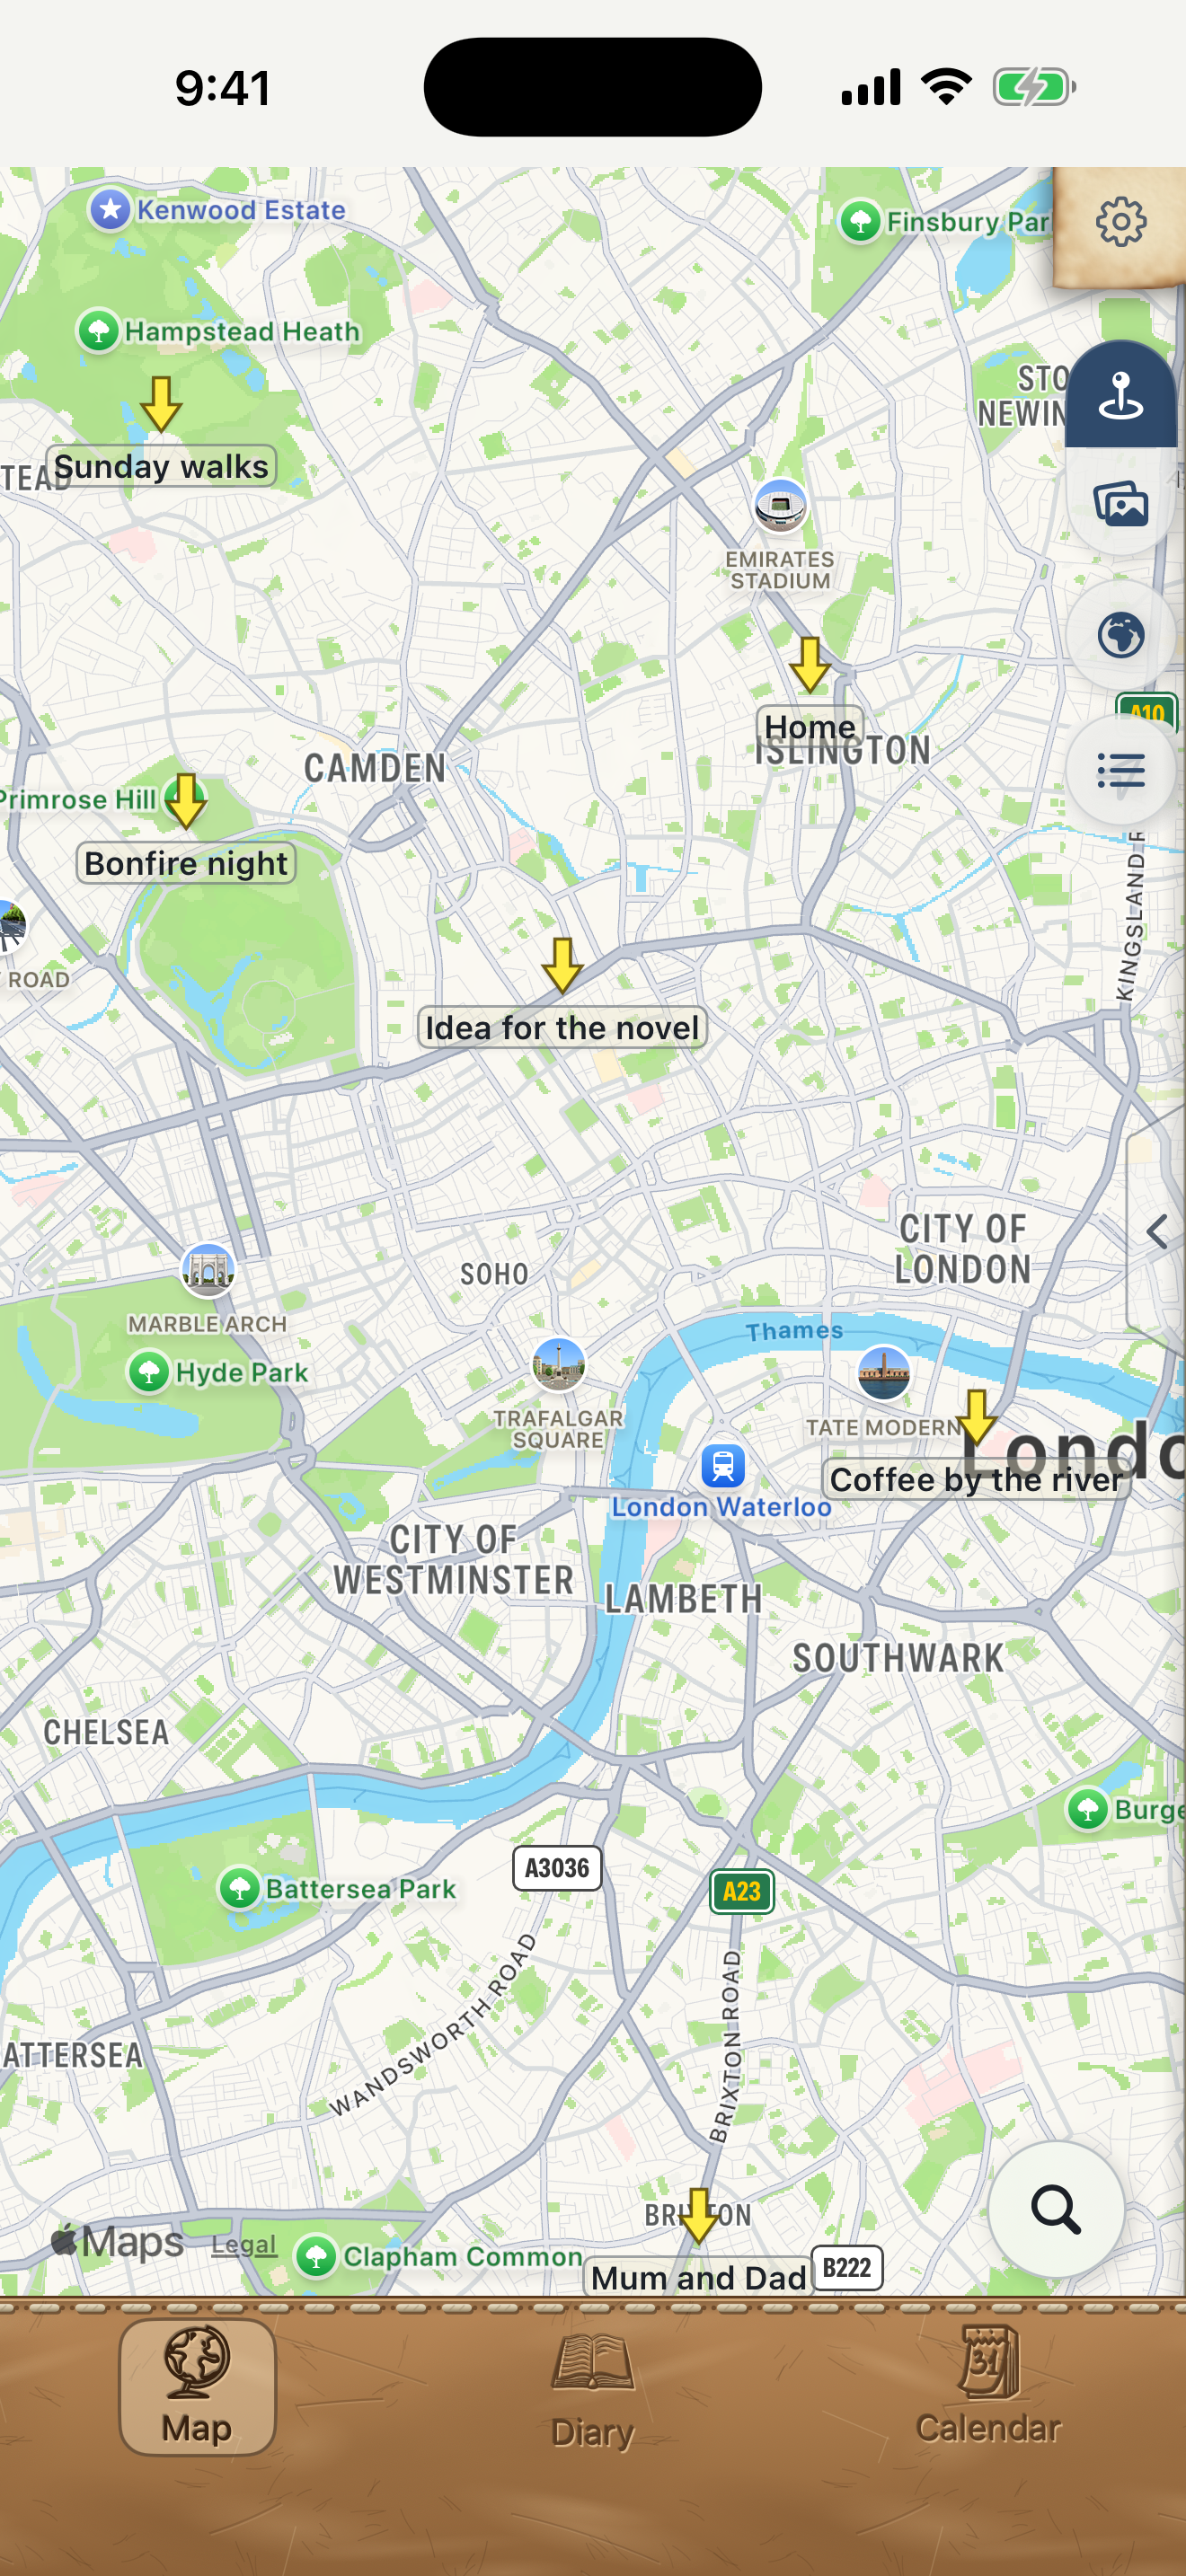 9:41
Kenwood Estate
Finsbury Par
Hampstead Heath
STO
NEWIN
Sunday walks
TEAD
EMIRATES
STADIUM
A10
Home
ISLINGTON
CAMDEN
Primrose Hill
Bonfire night
KINGSLAND R
ROAD
Idea for the novel
CITY OF
LONDON
SOHO
MARBLE ARCH
Thames
Hyde Park
TRAFALGAR
SQUARE
TATE MODERN
Londo
Coffee by the river
London Waterloo
CITY OF
WESTMINSTER
LAMBETH
SOUTHWARK
CHELSEA
Burge
A3036
Battersea Park
A23
WANDSWORTH ROAD
BRIXTON ROAD
ATTERSEA
BRIXTON
Maps
Legal
Clapham Common
Mum and Dad
B222
31
Map
Diary
Calendar